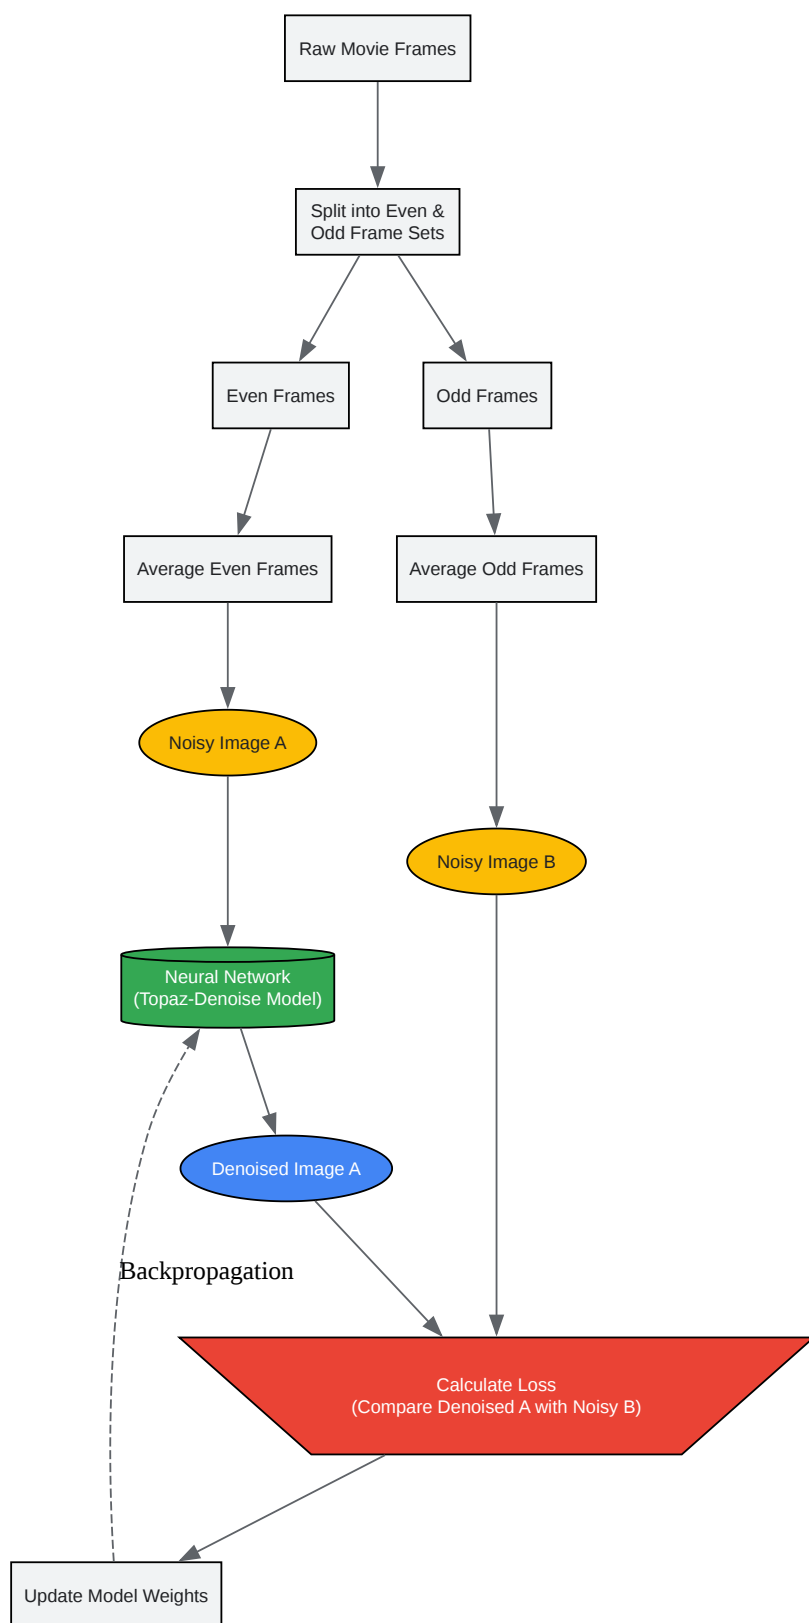 Raw Movie Frames
Split into Even &
Odd Frame Sets
Even Frames
Odd Frames
Average Even Frames
Average Odd Frames
Noisy Image A
Noisy Image B
Neural Network
(Topaz-Denoise Model)
Denoised Image A
Backpropagation
Calculate Loss
(Compare Denoised A with Noisy B)
Update Model Weights